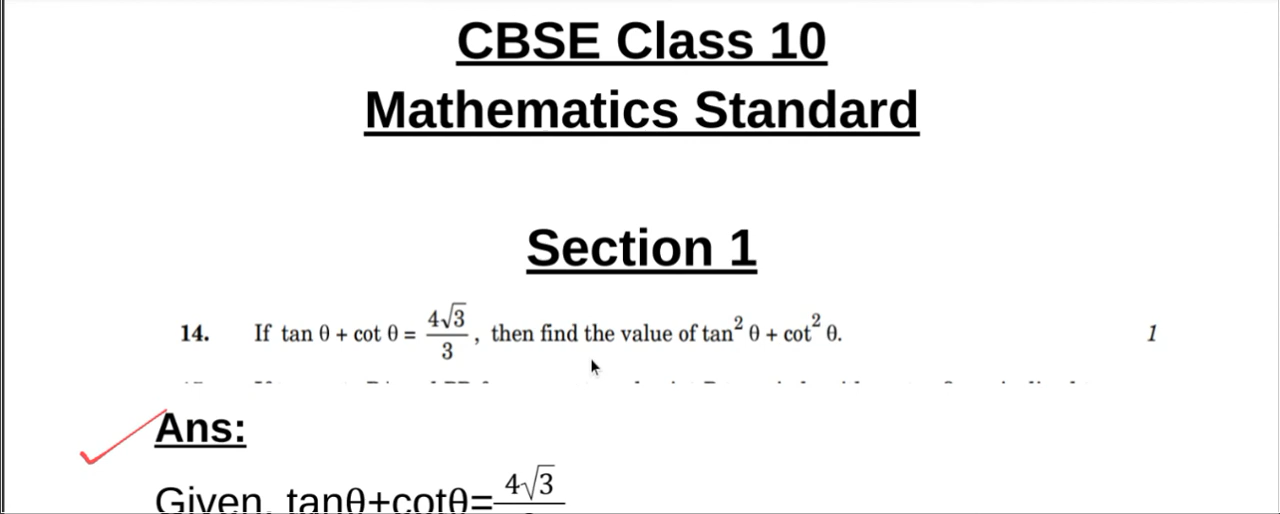 CBSE Class 10
Mathematics Standard
Section 1
14. If tan θ + cot θ = 4√3/3 , then find the value of tan² θ + cot² θ. 1
Ans:
Given, tanθ+cotθ=4√3